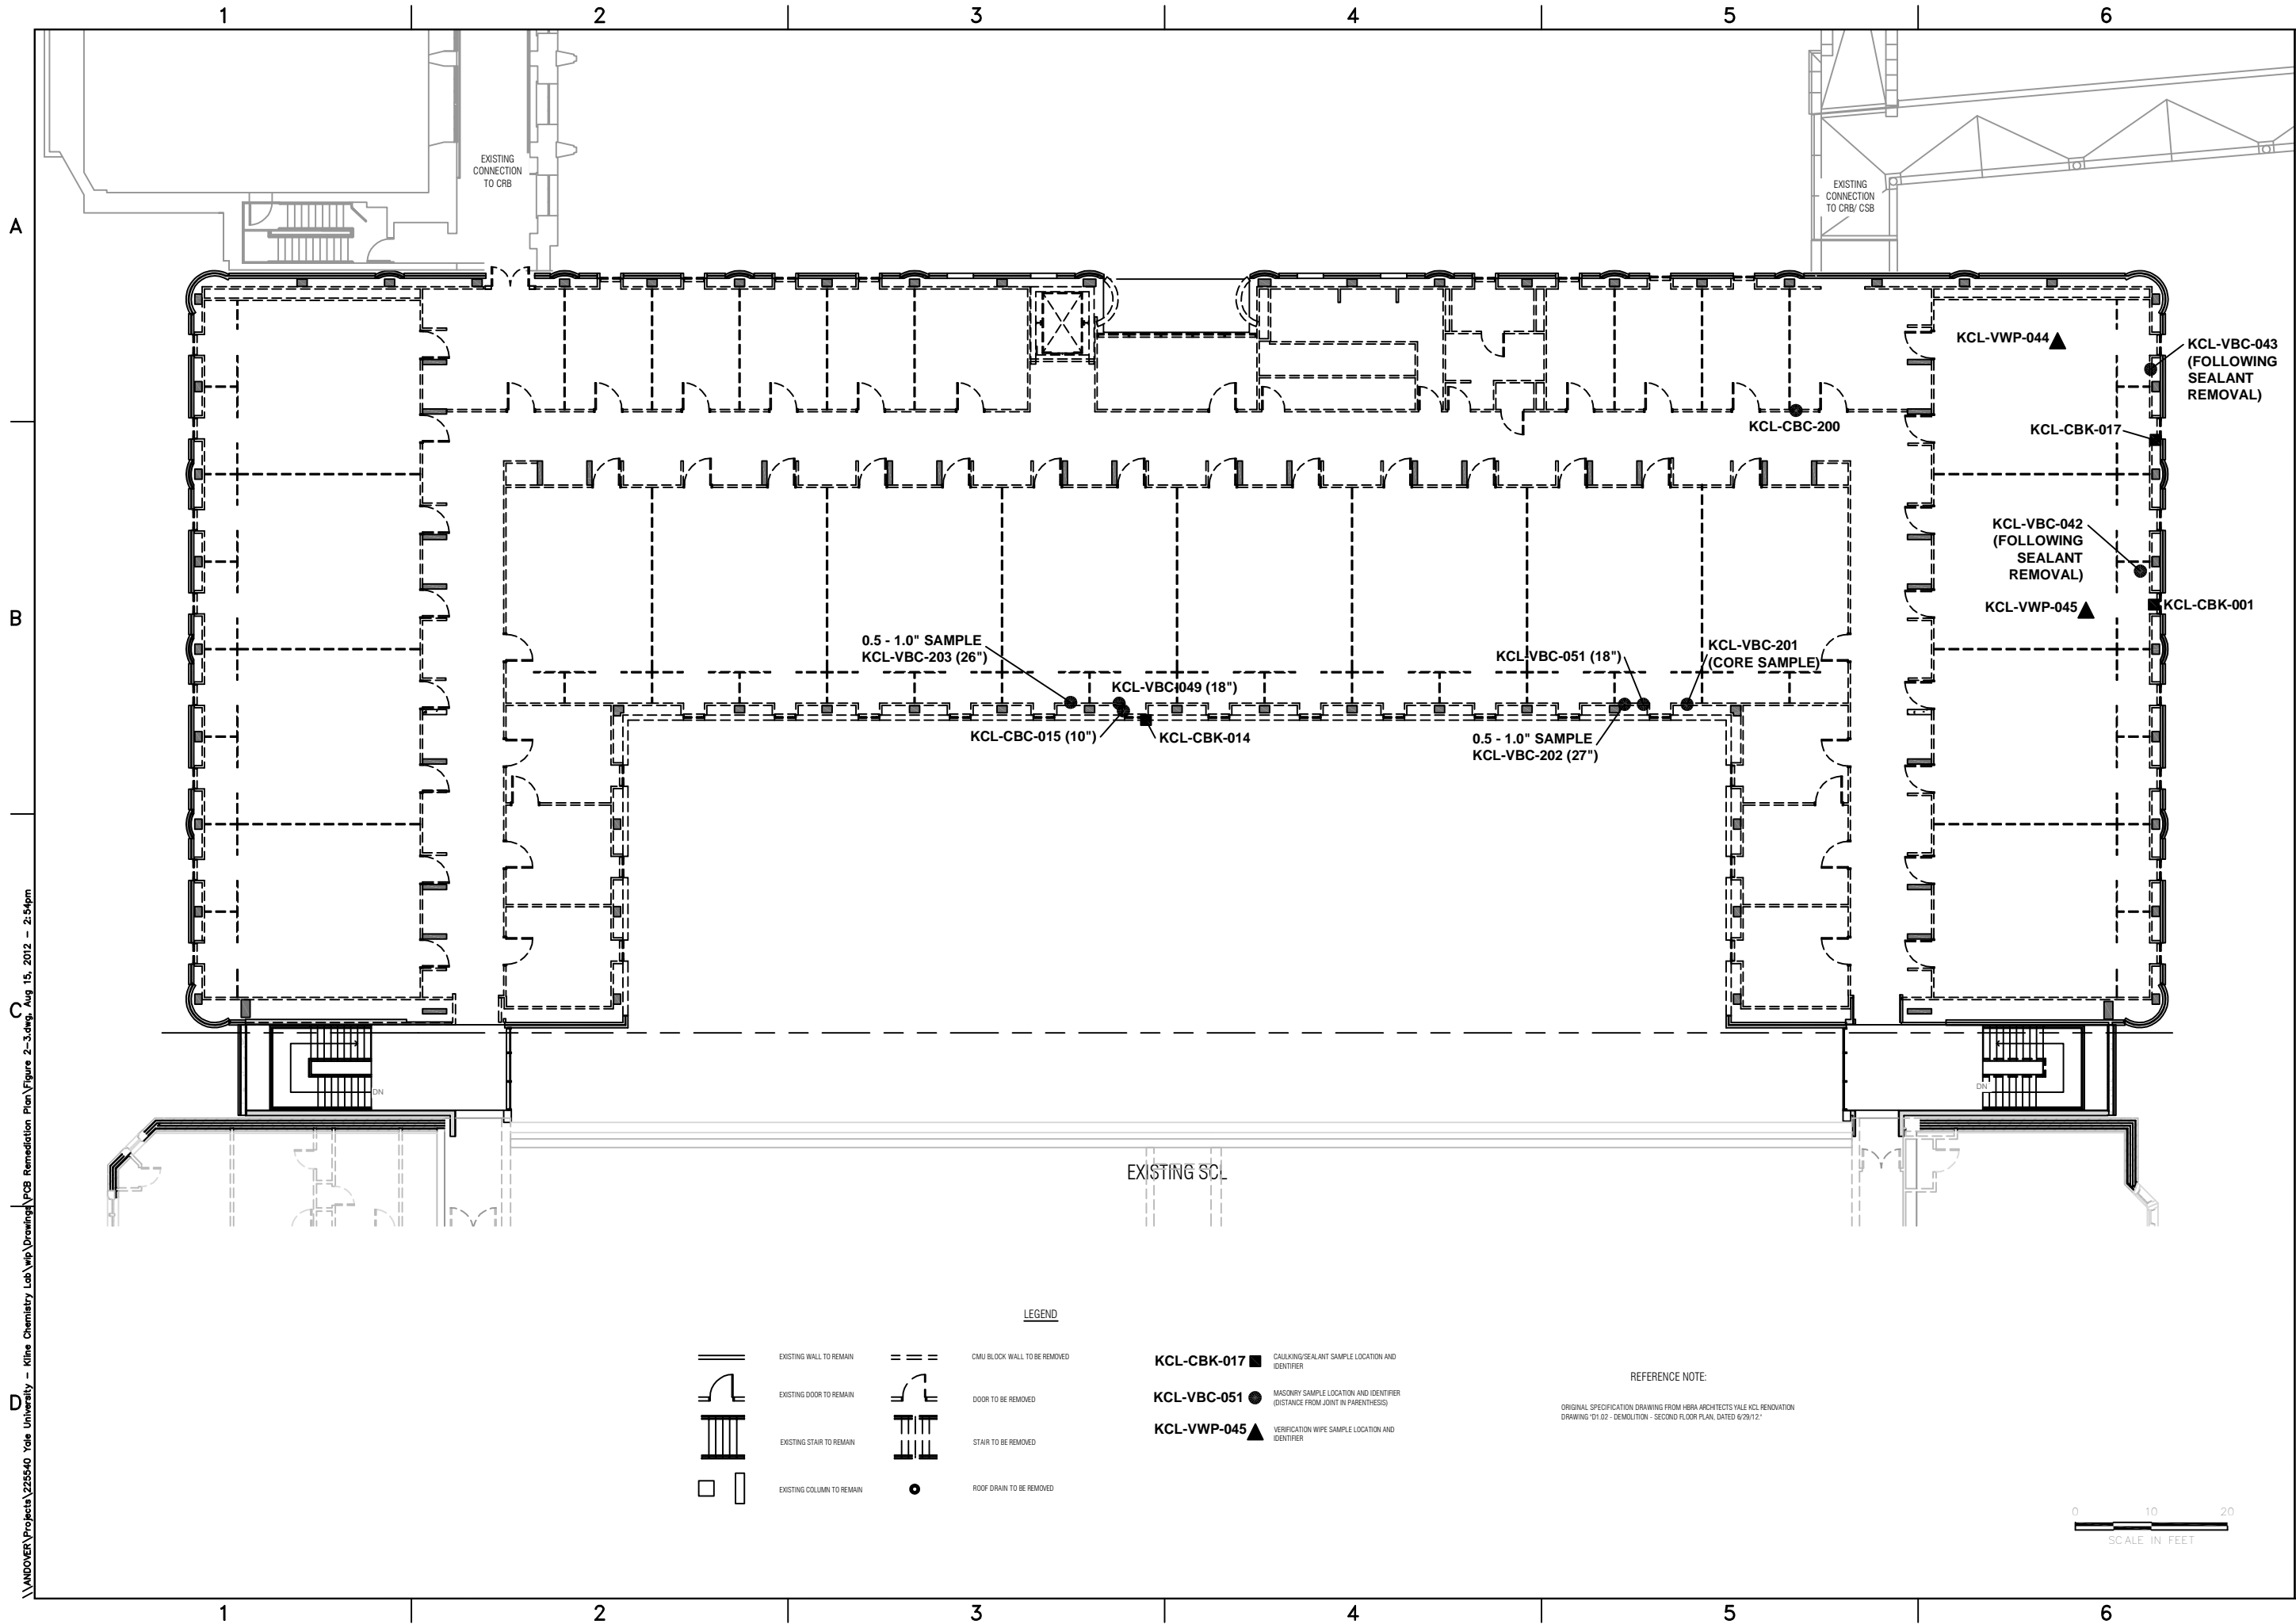 1 2 3 4 5 6
EXISTING
CONNECTION
TO CRB
EXISTING
CONNECTION
TO CRB/ CSB
A
KCL-VWP-044
KCL-VBC-043
(FOLLOWING
SEALANT
REMOVAL)
KCL-CBC-200
KCL-CBK-017
KCL-VBC-042
(FOLLOWING
SEALANT
REMOVAL)
KCL-VWP-045
KCL-CBK-001
B
0.5 - 1.0" SAMPLE
KCL-VBC-203 (26")
KCL-VBC-049 (18")
KCL-CBC-015 (10")
KCL-CBK-014
KCL-VBC-051 (18")
KCL-VBC-201
(CORE SAMPLE)
0.5 - 1.0" SAMPLE
KCL-VBC-202 (27")
C
DN
DN
EXISTING SCL
LEGEND
EXISTING WALL TO REMAIN
CMU BLOCK WALL TO BE REMOVED
KCL-CBK-017
CAULKING/SEALANT SAMPLE LOCATION AND
IDENTIFIER
EXISTING DOOR TO REMAIN
DOOR TO BE REMOVED
KCL-VBC-051
MASONRY SAMPLE LOCATION AND IDENTIFIER
(DISTANCE FROM JOINT IN PARENTHESIS)
EXISTING STAIR TO REMAIN
STAIR TO BE REMOVED
KCL-VWP-045
VERIFICATION WIPE SAMPLE LOCATION AND
IDENTIFIER
EXISTING COLUMN TO REMAIN
ROOF DRAIN TO BE REMOVED
REFERENCE NOTE:
ORIGINAL SPECIFICATION DRAWING FROM HBRA ARCHITECTS YALE KCL RENOVATION
DRAWING "D1.02 - DEMOLITION - SECOND FLOOR PLAN, DATED 6/29/12."
D
0 10 20
SCALE IN FEET
\\ANDOVER\Projects\225540 Yale University - Kline Chemistry Lab\wip\Drawings\PCB Remediation Plan\Figure 2-3.dwg, Aug 15, 2012 - 2:54pm
1 2 3 4 5 6